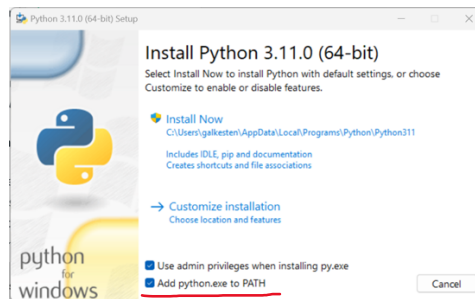 Python 3.11.0 (64-bit) Setup
Install Python 3.11.0 (64-bit)
Select Install Now to install Python with default settings, or choose
Customize to enable or disable features.
Install Now
C:\Users\galkesten\AppData\Local\Programs\Python\Python311
Includes IDLE, pip and documentation
Creates shortcuts and file associations
Customize installation
Choose location and features
python
for
windows
Use admin privileges when installing py.exe
Add python.exe to PATH
Cancel